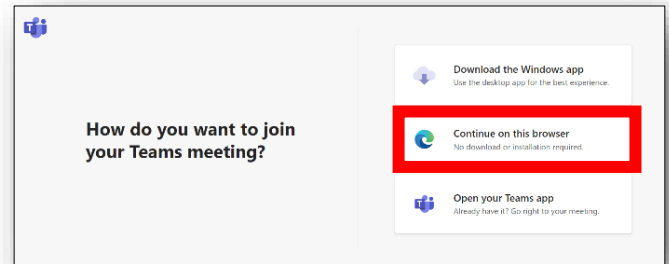 How do you want to join
your Teams meeting?
Download the Windows app
Use the desktop app for the best experience.
Continue on this browser
No download or installation required.
Open your Teams app
Already have it? Go right to your meeting.